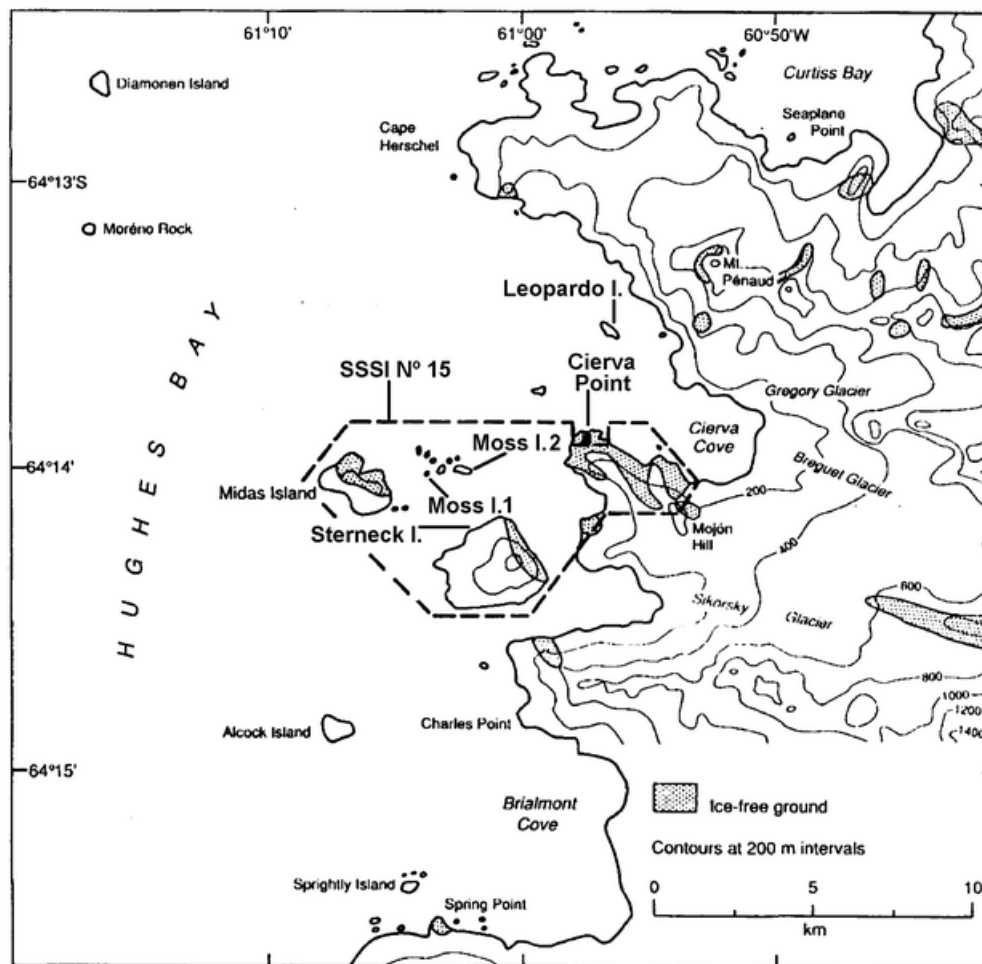 61°10'
61°00'
60°50'W
Curtiss Bay
Diamonen Island
Seaplane
Point
Cape
Herschel
64°13'S
Moréno Rock
Mt.
Pénaud
Leopardo I.
HUGHES BAY
SSSI Nº 15
Cierva
Point
Gregory Glacier
Cierva
Cove
Moss I.2
64°14'
Breguet Glacier
Midas Island
200
Moss I.1
Sterneck I.
Mojón
Hill
400
600
Sikorsky Glacier
800
1000
1200
1400
Charles Point
Alcock Island
64°15'
Ice-free ground
Brialmont
Cove
Contours at 200 m intervals
Sprightly Island
0 5 10
Spring Point
km